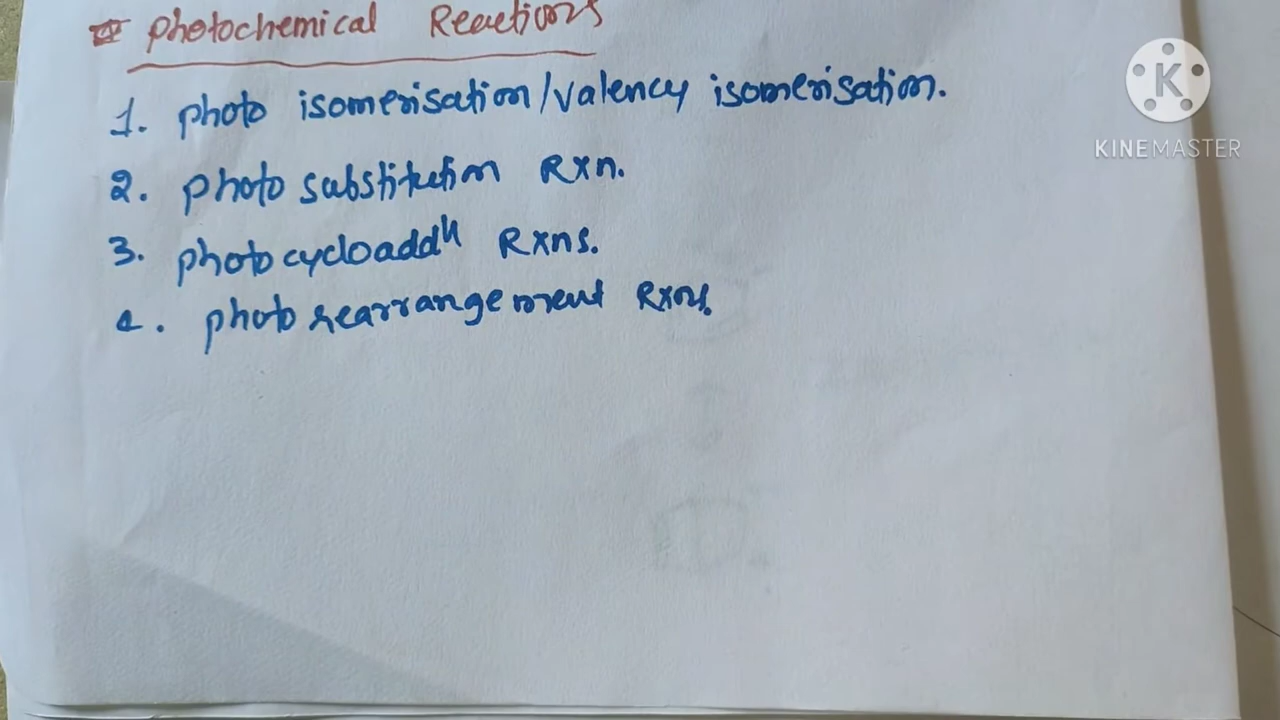 photochemical Reactions
1. photo isomerisation/valency isomerisation.
2. photo substitution Rxn.
3. photocycloaddn Rxns.
4. photo rearrangement Rxns.
K
KINEMASTER